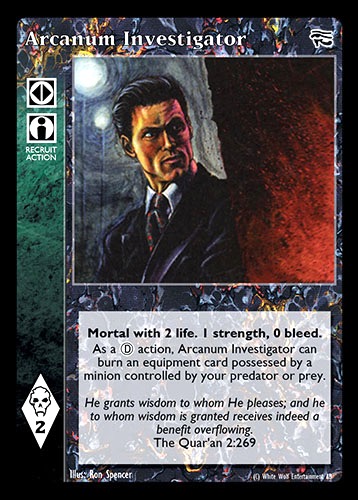 Arcanum Investigator
RECRUIT
ACTION
Mortal with 2 life. 1 strength, 0 bleed.
As a Ⓓ action, Arcanum Investigator can
burn an equipment card possessed by a
minion controlled by your predator or prey.
He grants wisdom to whom He pleases; and he
to whom wisdom is granted receives indeed a
benefit overflowing.
The Qur'an 2:269
2
Illus: Ron Spencer
(C) White Wolf Entertainment AB